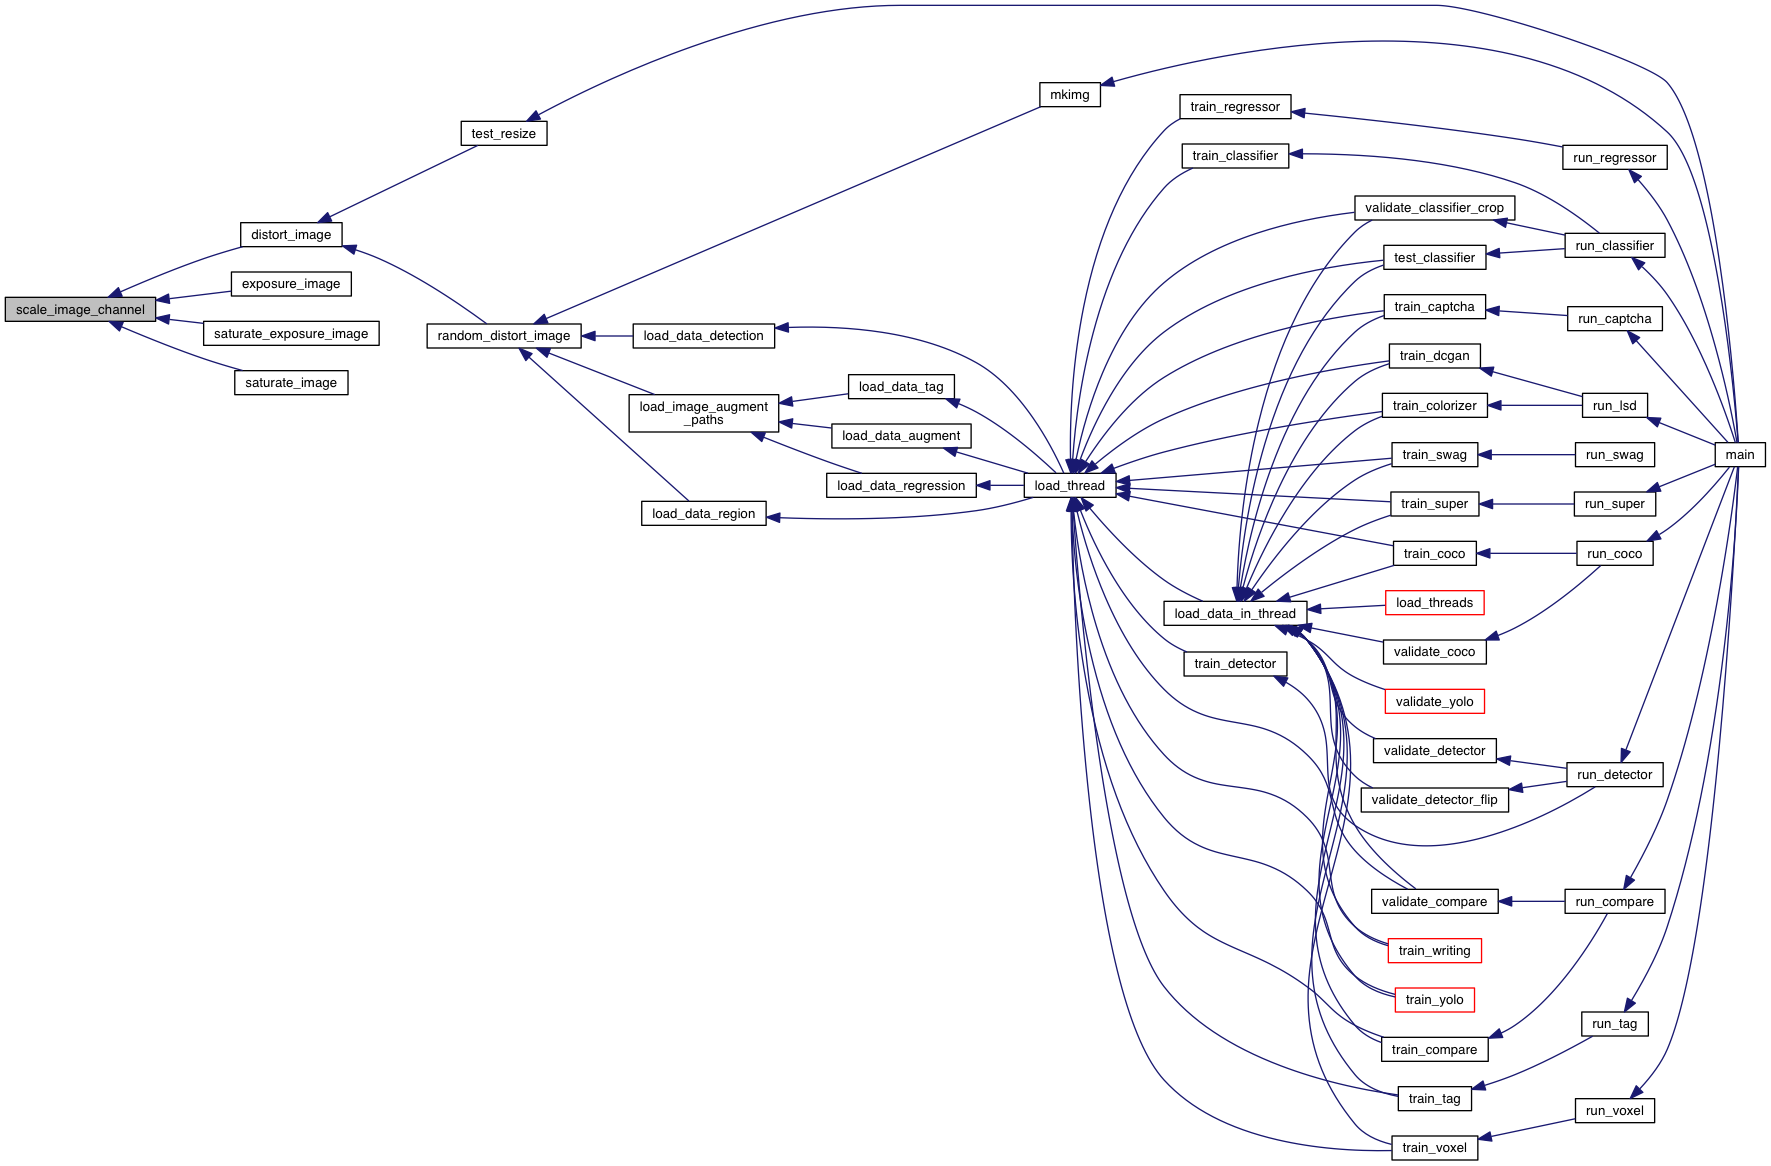 scale_image_channel
distort_image
exposure_image
saturate_exposure_image
saturate_image
test_resize
random_distort_image
mkimg
load_data_detection
load_image_augment
_paths
load_data_region
load_data_tag
load_data_augment
load_data_regression
load_thread
train_regressor
train_classifier
load_data_in_thread
train_detector
validate_classifier_crop
test_classifier
train_captcha
train_dcgan
train_colorizer
train_swag
train_super
train_coco
load_threads
validate_coco
validate_yolo
validate_detector
validate_detector_flip
validate_compare
train_writing
train_yolo
train_compare
train_tag
train_voxel
run_regressor
run_classifier
run_captcha
run_lsd
run_swag
run_super
run_coco
run_detector
run_compare
run_tag
run_voxel
main